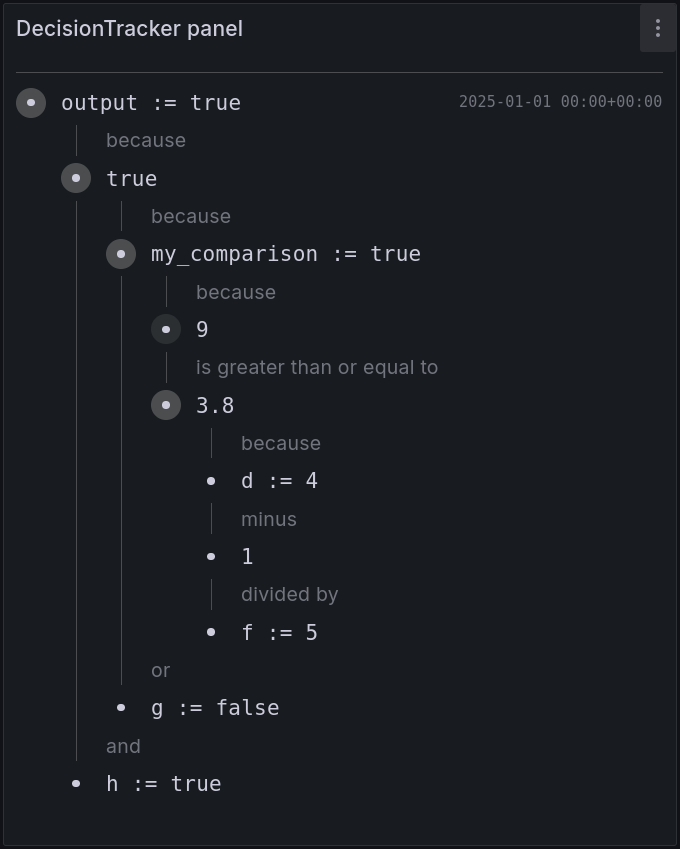 DecisionTracker panel
output := true 2025-01-01 00:00+00:00
because
true
because
my_comparison := true
because
9
is greater than or equal to
3.8
because
d := 4
minus
1
divided by
f := 5
or
g := false
and
h := true